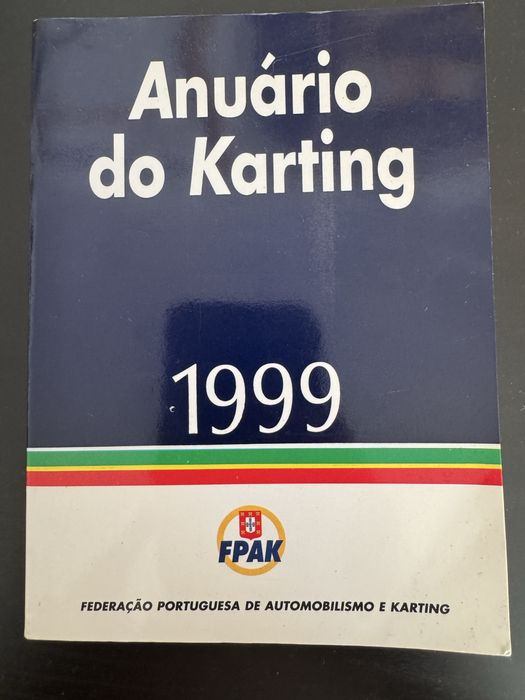 Anuário
do Karting
1999
FPAK
FEDERAÇÃO PORTUGUESA DE AUTOMOBILISMO E KARTING